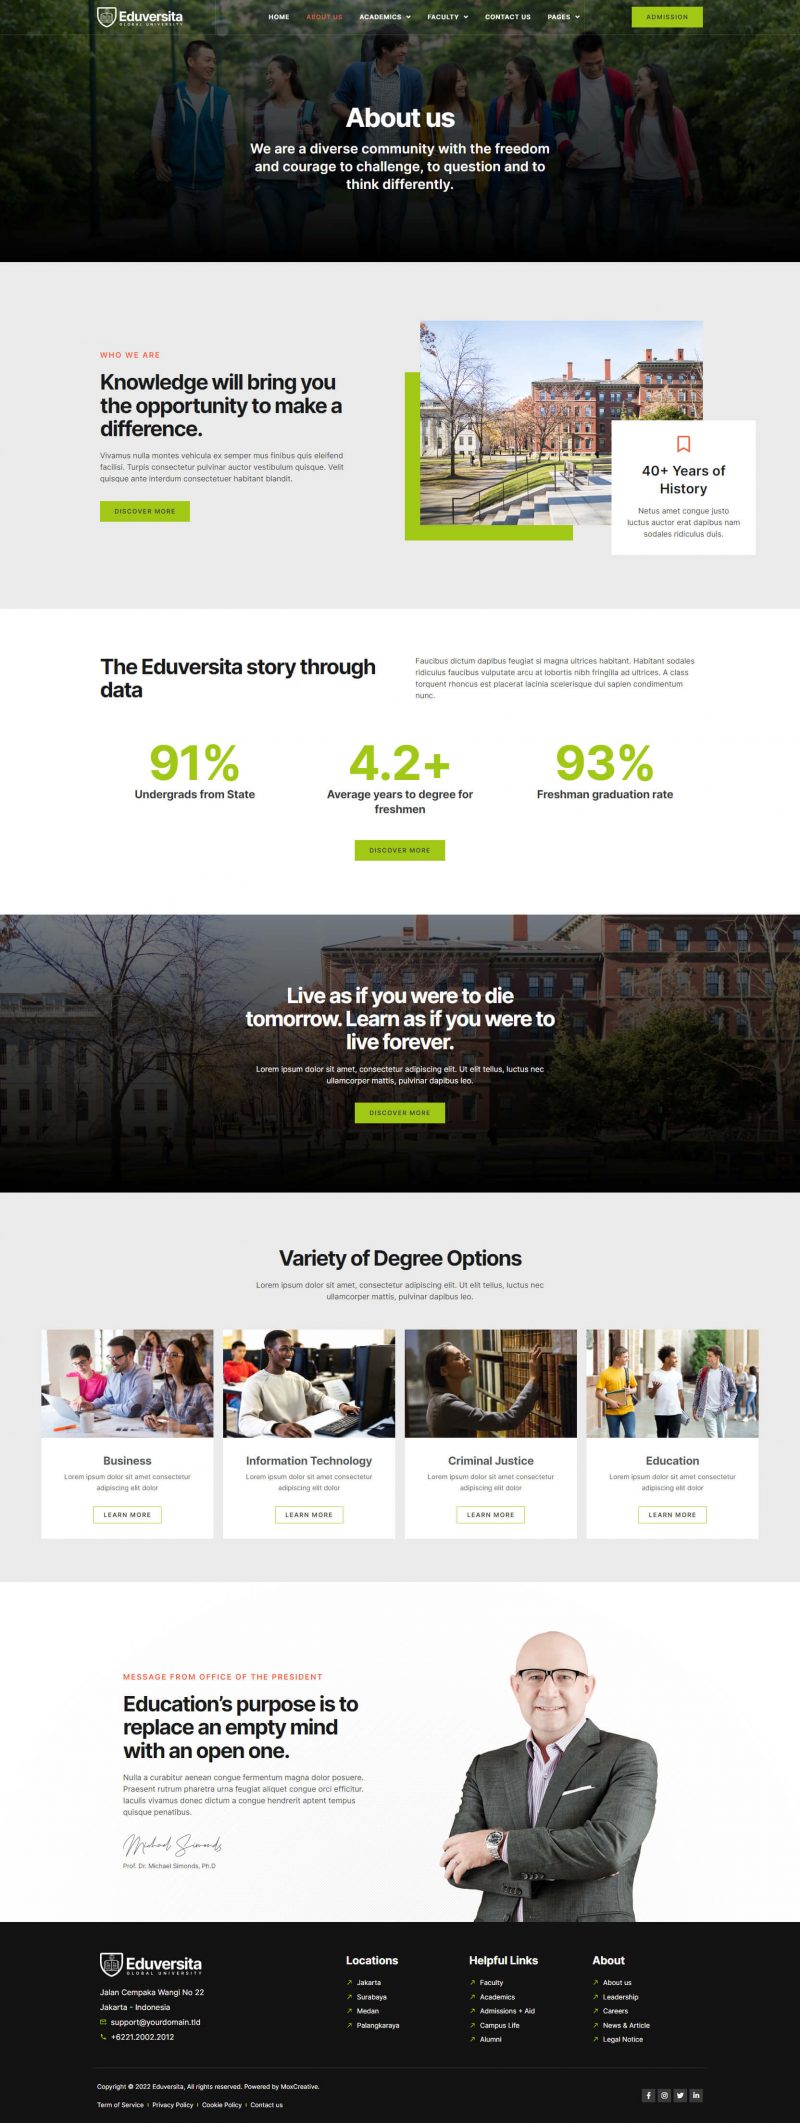 Eduversita
GLOBAL UNIVERSITY
HOME ABOUT US ACADEMICS FACULTY CONTACT US PAGES ADMISSION
About us
We are a diverse community with the freedom
and courage to challenge, to question and to
think differently.
WHO WE ARE
Knowledge will bring you
the opportunity to make a
difference.
Vivamus nulla montes vehicula ex semper mus finibus quis eleifend
facilisi. Turpis consectetur pulvinar auctor vestibulum quisque. Velit
quisque ante interdum consectetuer habitant blandit.
DISCOVER MORE
40+ Years of
History
Netus amet congue justo
luctus auctor erat dapibus nam
sodales ridiculus duis.
The Eduversita story through
data
Faucibus dictum dapibus feugiat si magna ultrices habitant. Habitant sodales
ridiculus faucibus vulputate arcu at lobortis nibh fringilla ad ultrices. A class
torquent rhoncus est placerat lacinia scelerisque dui sapien condimentum
nunc.
91%
Undergrads from State
4.2+
Average years to degree for
freshmen
93%
Freshman graduation rate
DISCOVER MORE
Live as if you were to die
tomorrow. Learn as if you were to
live forever.
Lorem ipsum dolor sit amet, consectetur adipiscing elit. Ut elit tellus, luctus nec
ullamcorper mattis, pulvinar dapibus leo.
DISCOVER MORE
Variety of Degree Options
Lorem ipsum dolor sit amet, consectetur adipiscing elit. Ut elit tellus, luctus nec
ullamcorper mattis, pulvinar dapibus leo.
Business
Lorem ipsum dolor sit amet consectetur
adipiscing elit dolor
LEARN MORE
Information Technology
Lorem ipsum dolor sit amet consectetur
adipiscing elit dolor
LEARN MORE
Criminal Justice
Lorem ipsum dolor sit amet consectetur
adipiscing elit dolor
LEARN MORE
Education
Lorem ipsum dolor sit amet consectetur
adipiscing elit dolor
LEARN MORE
MESSAGE FROM OFFICE OF THE PRESIDENT
Education's purpose is to
replace an empty mind
with an open one.
Nulla a curabitur aenean congue fermentum magna dolor posuere.
Praesent rutrum pharetra urna feugiat aliquet congue orci efficitur.
Iaculis vivamus donec dictum a congue hendrerit aptent tempus
quisque penatibus.
Michael Simonds
Prof. Dr. Michael Simonds, Ph.D
Eduversita
GLOBAL UNIVERSITY
Jalan Cempaka Wangi No 22
Jakarta - Indonesia
support@yourdomain.tld
+6221.2002.2012
Locations
Jakarta
Surabaya
Medan
Palangkaraya
Helpful Links
Faculty
Academics
Admissions + Aid
Campus Life
Alumni
About
About us
Leadership
Careers
News & Article
Legal Notice
Copyright © 2022 Eduversita, All rights reserved. Powered by MoxCreative.
Term of Service Privacy Policy Cookie Policy Contact us